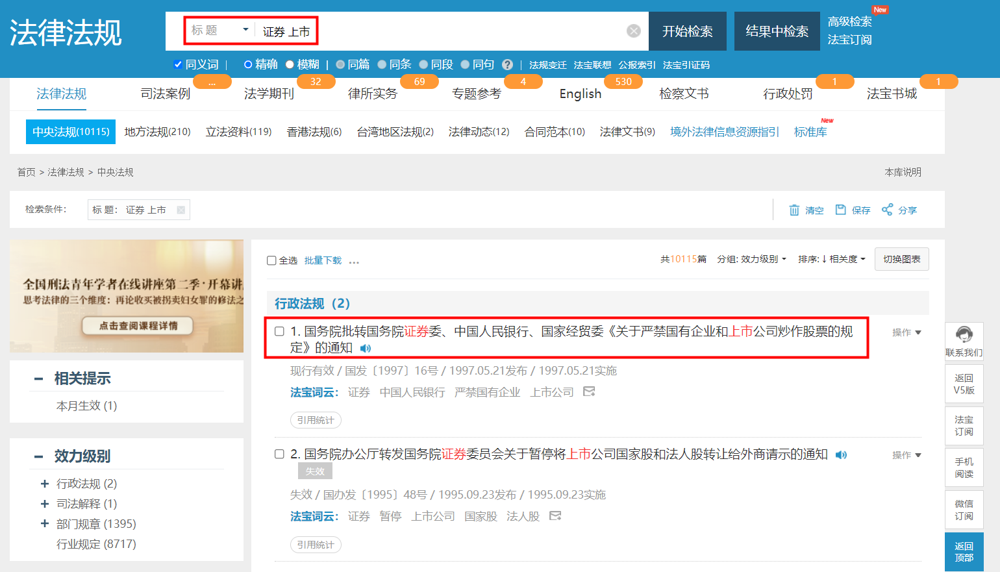 法律法规
标 题 证券 上市
开始检索 结果中检索 高级检索 New
法宝订阅
同义词 | 精确 模糊 | 同篇 同条 同段 同句 ? | 法规变迁 法宝联想 公报索引 法宝引证码
... 32 69 4 530 1 1
法律法规 司法案例 法学期刊 律所实务 专题参考 English 检察文书 行政处罚 法宝书城
中央法规(10115) 地方法规(210) 立法资料(119) 香港法规(6) 台湾地区法规(2) 法律动态(12) 合同范本(10) 法律文书(9) 境外法律信息资源指引 标准库 New
首页 > 法律法规 > 中央法规 本库说明
检索条件: 标 题: 证券 上市 清空 保存 分享
全国刑法青年学者在线讲座第二季·开幕讲
思考法律的三个维度：再论收买被拐卖妇女罪的修法之
点击查阅课程详情
相关提示
本月生效 (1)
效力级别
行政法规 (2)
司法解释 (1)
部门规章 (1395)
行业规定 (8717)
全选 批量下载 ... 共10115篇 分组: 效力级别 排序:↓相关度 切换图表
行政法规（2）
1. 国务院批转国务院证券委、中国人民银行、国家经贸委《关于严禁国有企业和上市公司炒作股票的规
定》的通知
操作
现行有效 / 国发〔1997〕16号 / 1997.05.21发布 / 1997.05.21实施
法宝词云： 证券 中国人民银行 严禁国有企业 上市公司
引用统计
2. 国务院办公厅转发国务院证券委员会关于暂停将上市公司国家股和法人股转让给外商请示的通知
操作
失效
失效 / 国办发〔1995〕48号 / 1995.09.23发布 / 1995.09.23实施
法宝词云： 证券 暂停 上市公司 国家股 法人股
引用统计
联系我们
返回
V5版
法宝
订阅
手机
阅读
微信
订阅
返回
顶部